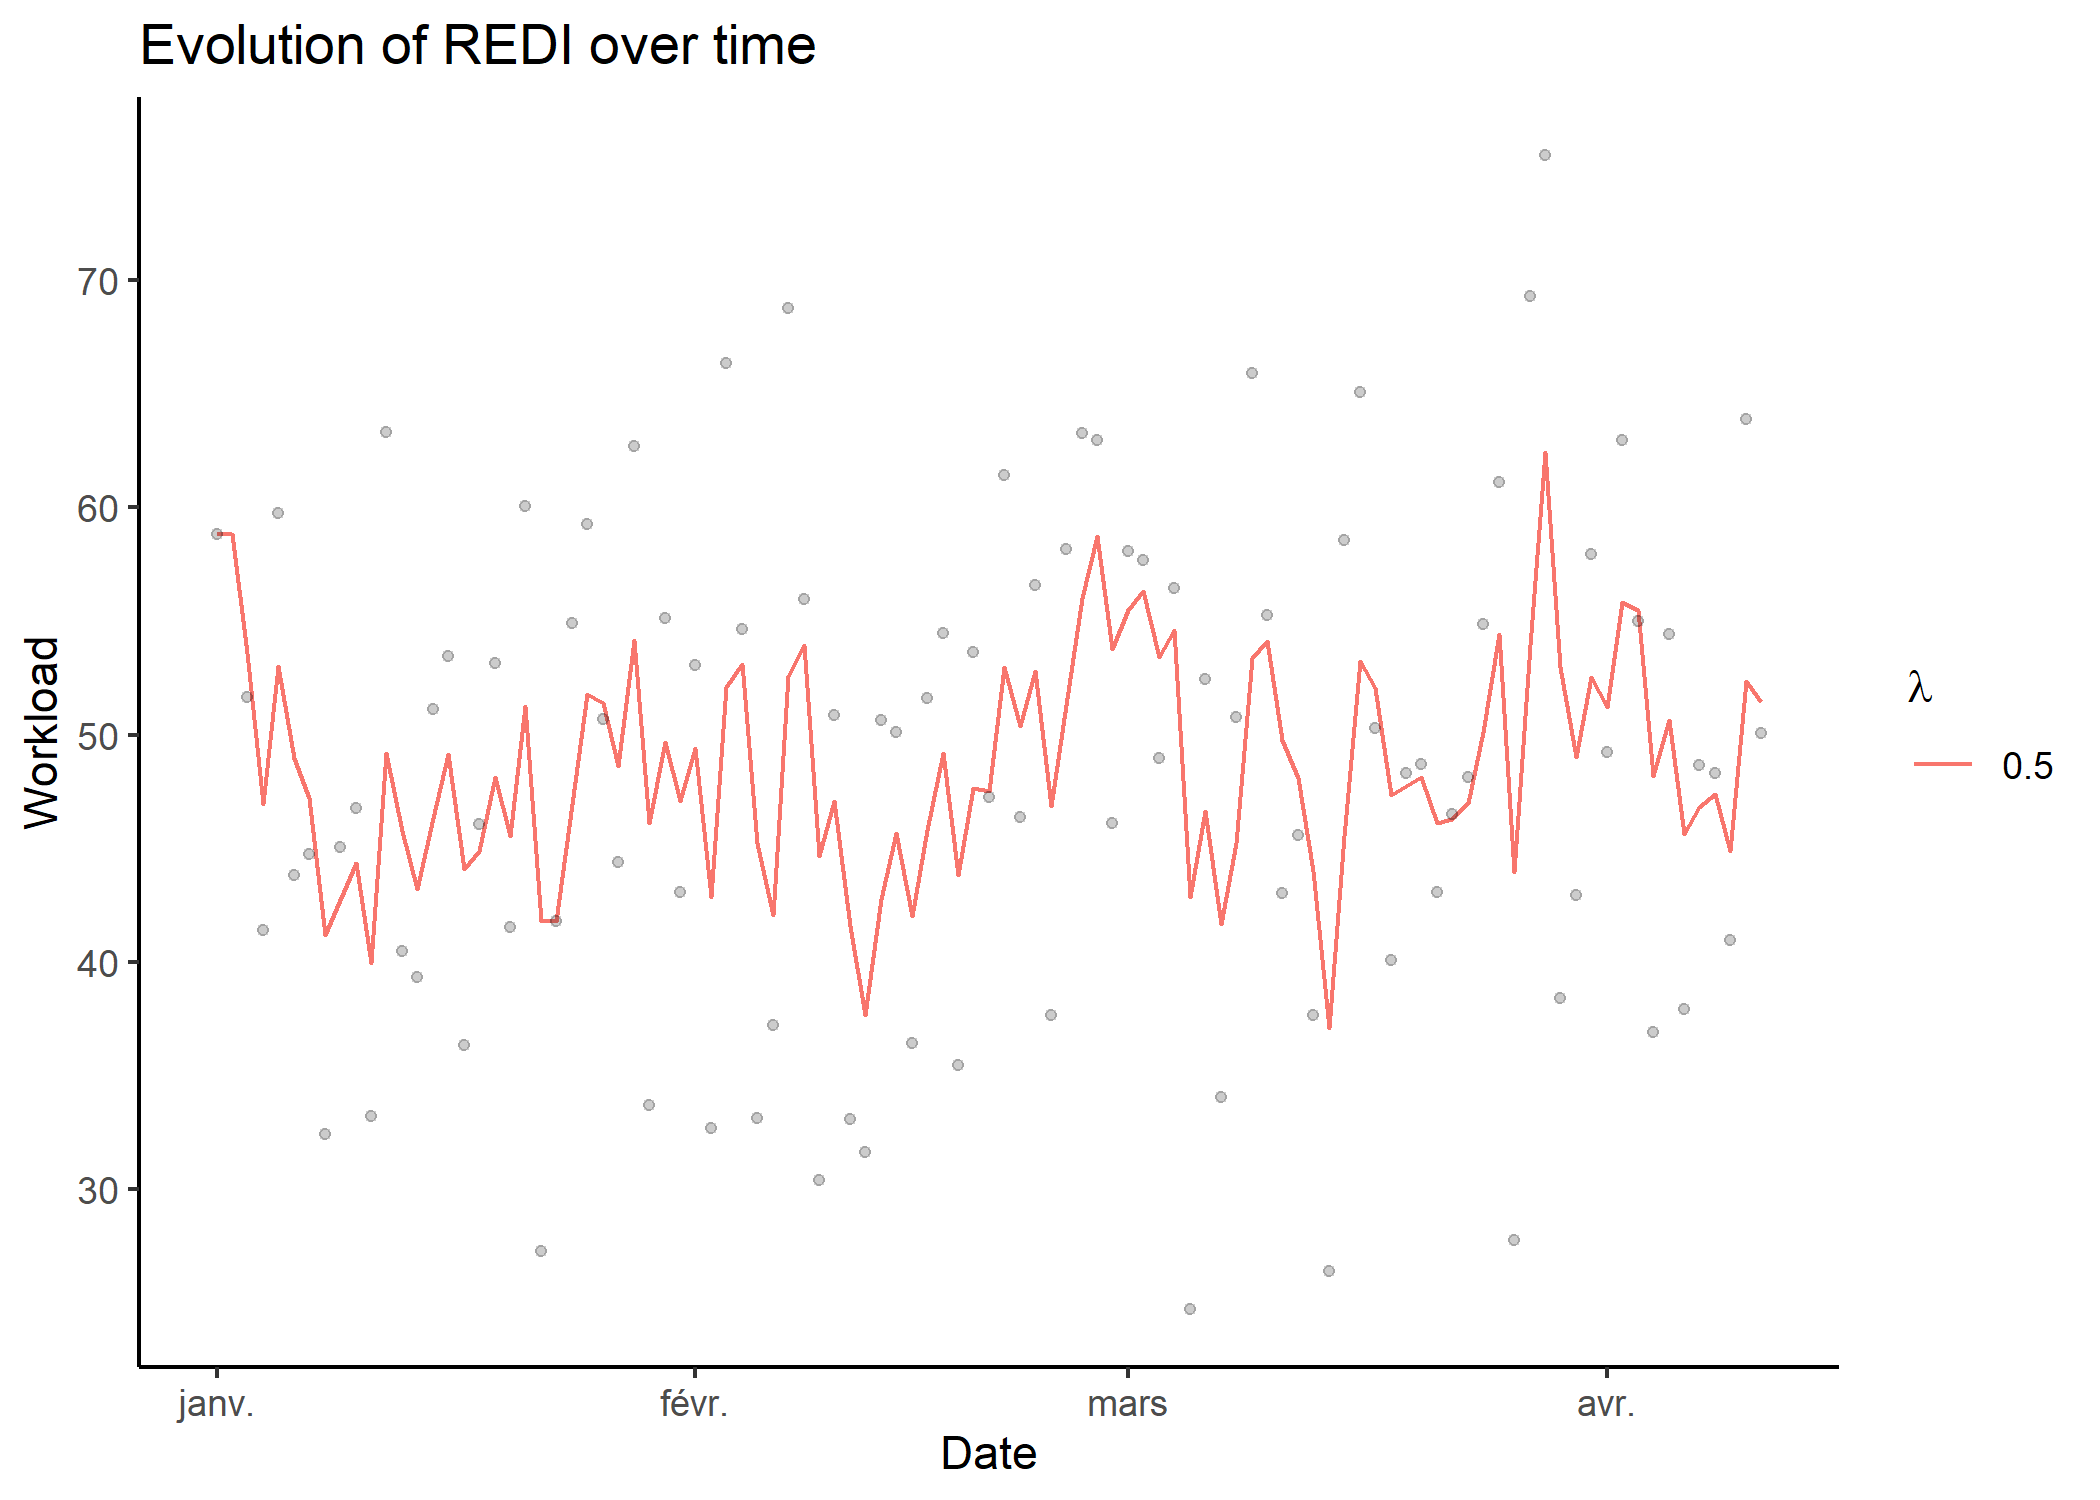 Evolution of REDI over time
Workload
70
60
50
40
30
janv.
févr.
mars
avr.
Date
λ
0.5